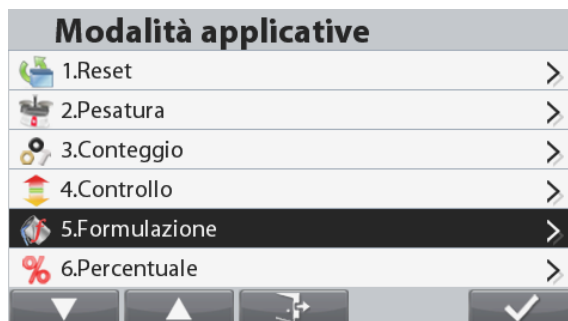 Modalità applicative
1.Reset
2.Pesatura
3.Conteggio
4.Controllo
5.Formulazione
6.Percentuale